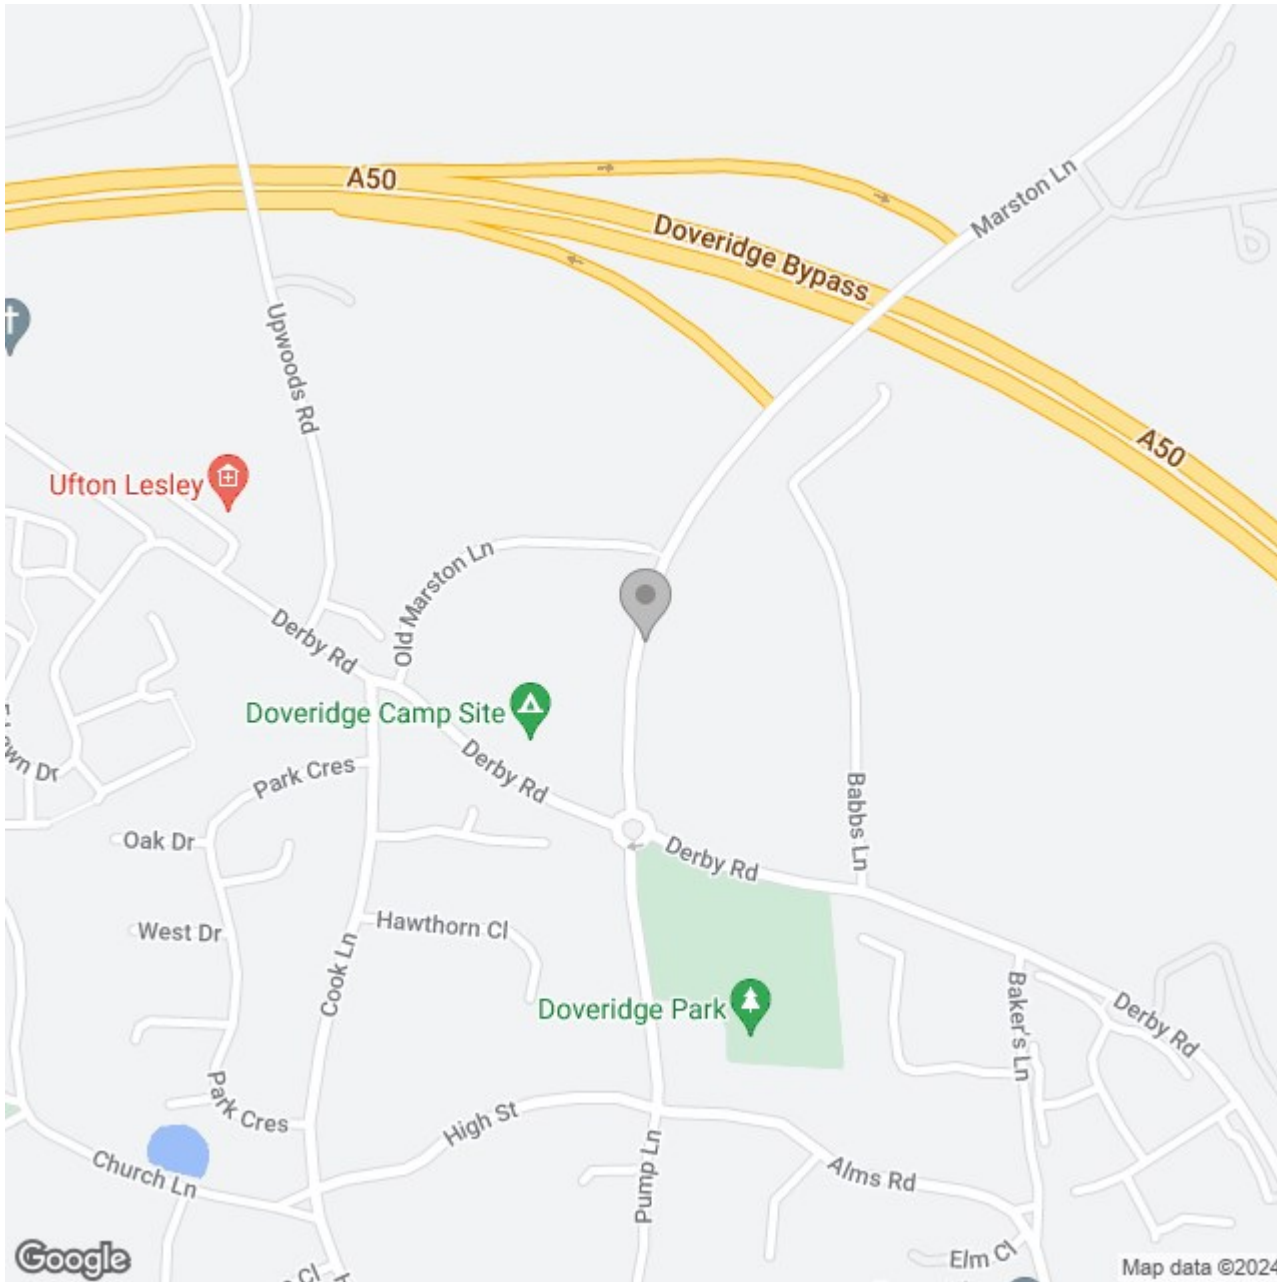 A50
Marston Ln
Doveridge Bypass
Upwoods Rd
A50
Ufton Lesley
Old Marston Ln
Derby Rd
Doveridge Camp Site
Derby Rd
Park Cres
Babbs Ln
Oak Dr
Derby Rd
Hawthorn Cl
West Dr
Cook Ln
Baker's Ln
Doveridge Park
Derby Rd
Park Cres
High St
Church Ln
Pump Ln
Alms Rd
Elm Cl
Cl
Google
Map data ©2024